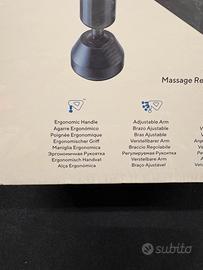 Massage Re
Ergonomic Handle
Agarre Ergonómico
Poignée Ergonomique
Ergonomischer Griff
Maniglia Ergonomica
Эргономичная Рукоятка
Ergonomisch Handvat
Alça Ergonómica
Adjustable Arm
Brazo Ajustable
Bras Ajustable
Verstellbarer Arm
Braccio Regolabile
Регулируемая Рукоять
Verstelbare Arm
Braço Ajustável
subito